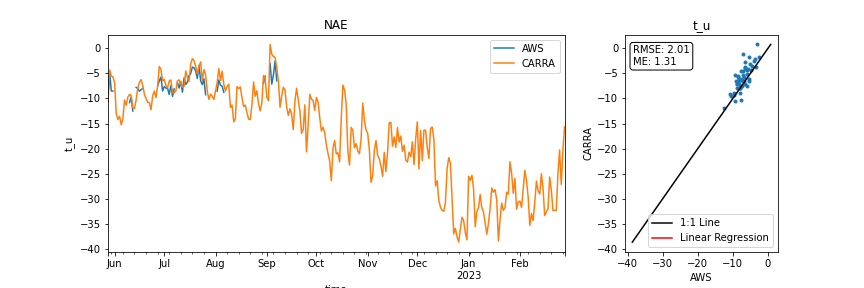 NAE
t_u
0
−5
−10
−15
−20
−25
−30
−35
−40
t_u
AWS
CARRA
Jun
Jul
Aug
Sep
Oct
Nov
Dec
Jan
2023
Feb
time
0
−5
−10
−15
−20
−25
−30
−35
−40
CARRA
RMSE: 2.01
ME: 1.31
1:1 Line
Linear Regression
−40
−30
−20
−10
0
AWS